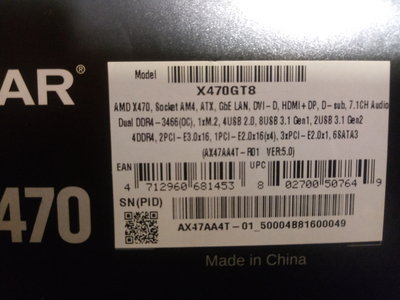 AR®
470
Model
X470GT8
AMD X470, Socket AM4, ATX, GbE LAN, DVI-D, HDMI+DP, D-sub, 7.1CH Audio
Dual DDR4-3466(OC), 1xM.2, 4USB 2.0, 8USB 3.1 Gen1, 2USB 3.1 Gen2
4DDR4, 2PCI-E3.0x16, 1PCI-E2.0x16(x4), 3xPCI-E2.0x1, 6SATA3
(AX47AA4T-R01 VER:5.0)
EAN UPC
4 712960 681453 8 02700 50764 9
SN(PID)
AX47AA4T-01_50004B81600049
Made in China